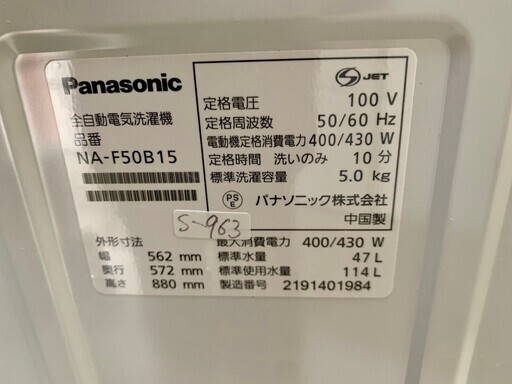 Panasonic
全自動電気洗濯機
品番
NA-F50B15
S JET
定格電圧 100 V
定格周波数 50/60 Hz
電動機定格消費電力 400/430 W
定格時間 洗いのみ 10 分
標準洗濯容量 5.0 kg
PS E パナソニック株式会社
中国製
S-963
外形寸法
幅 562 mm
奥行 572 mm
高さ 880 mm
最大消費電力 400/430 W
標準水量 47 L
標準使用水量 114 L
製造番号 2191401984